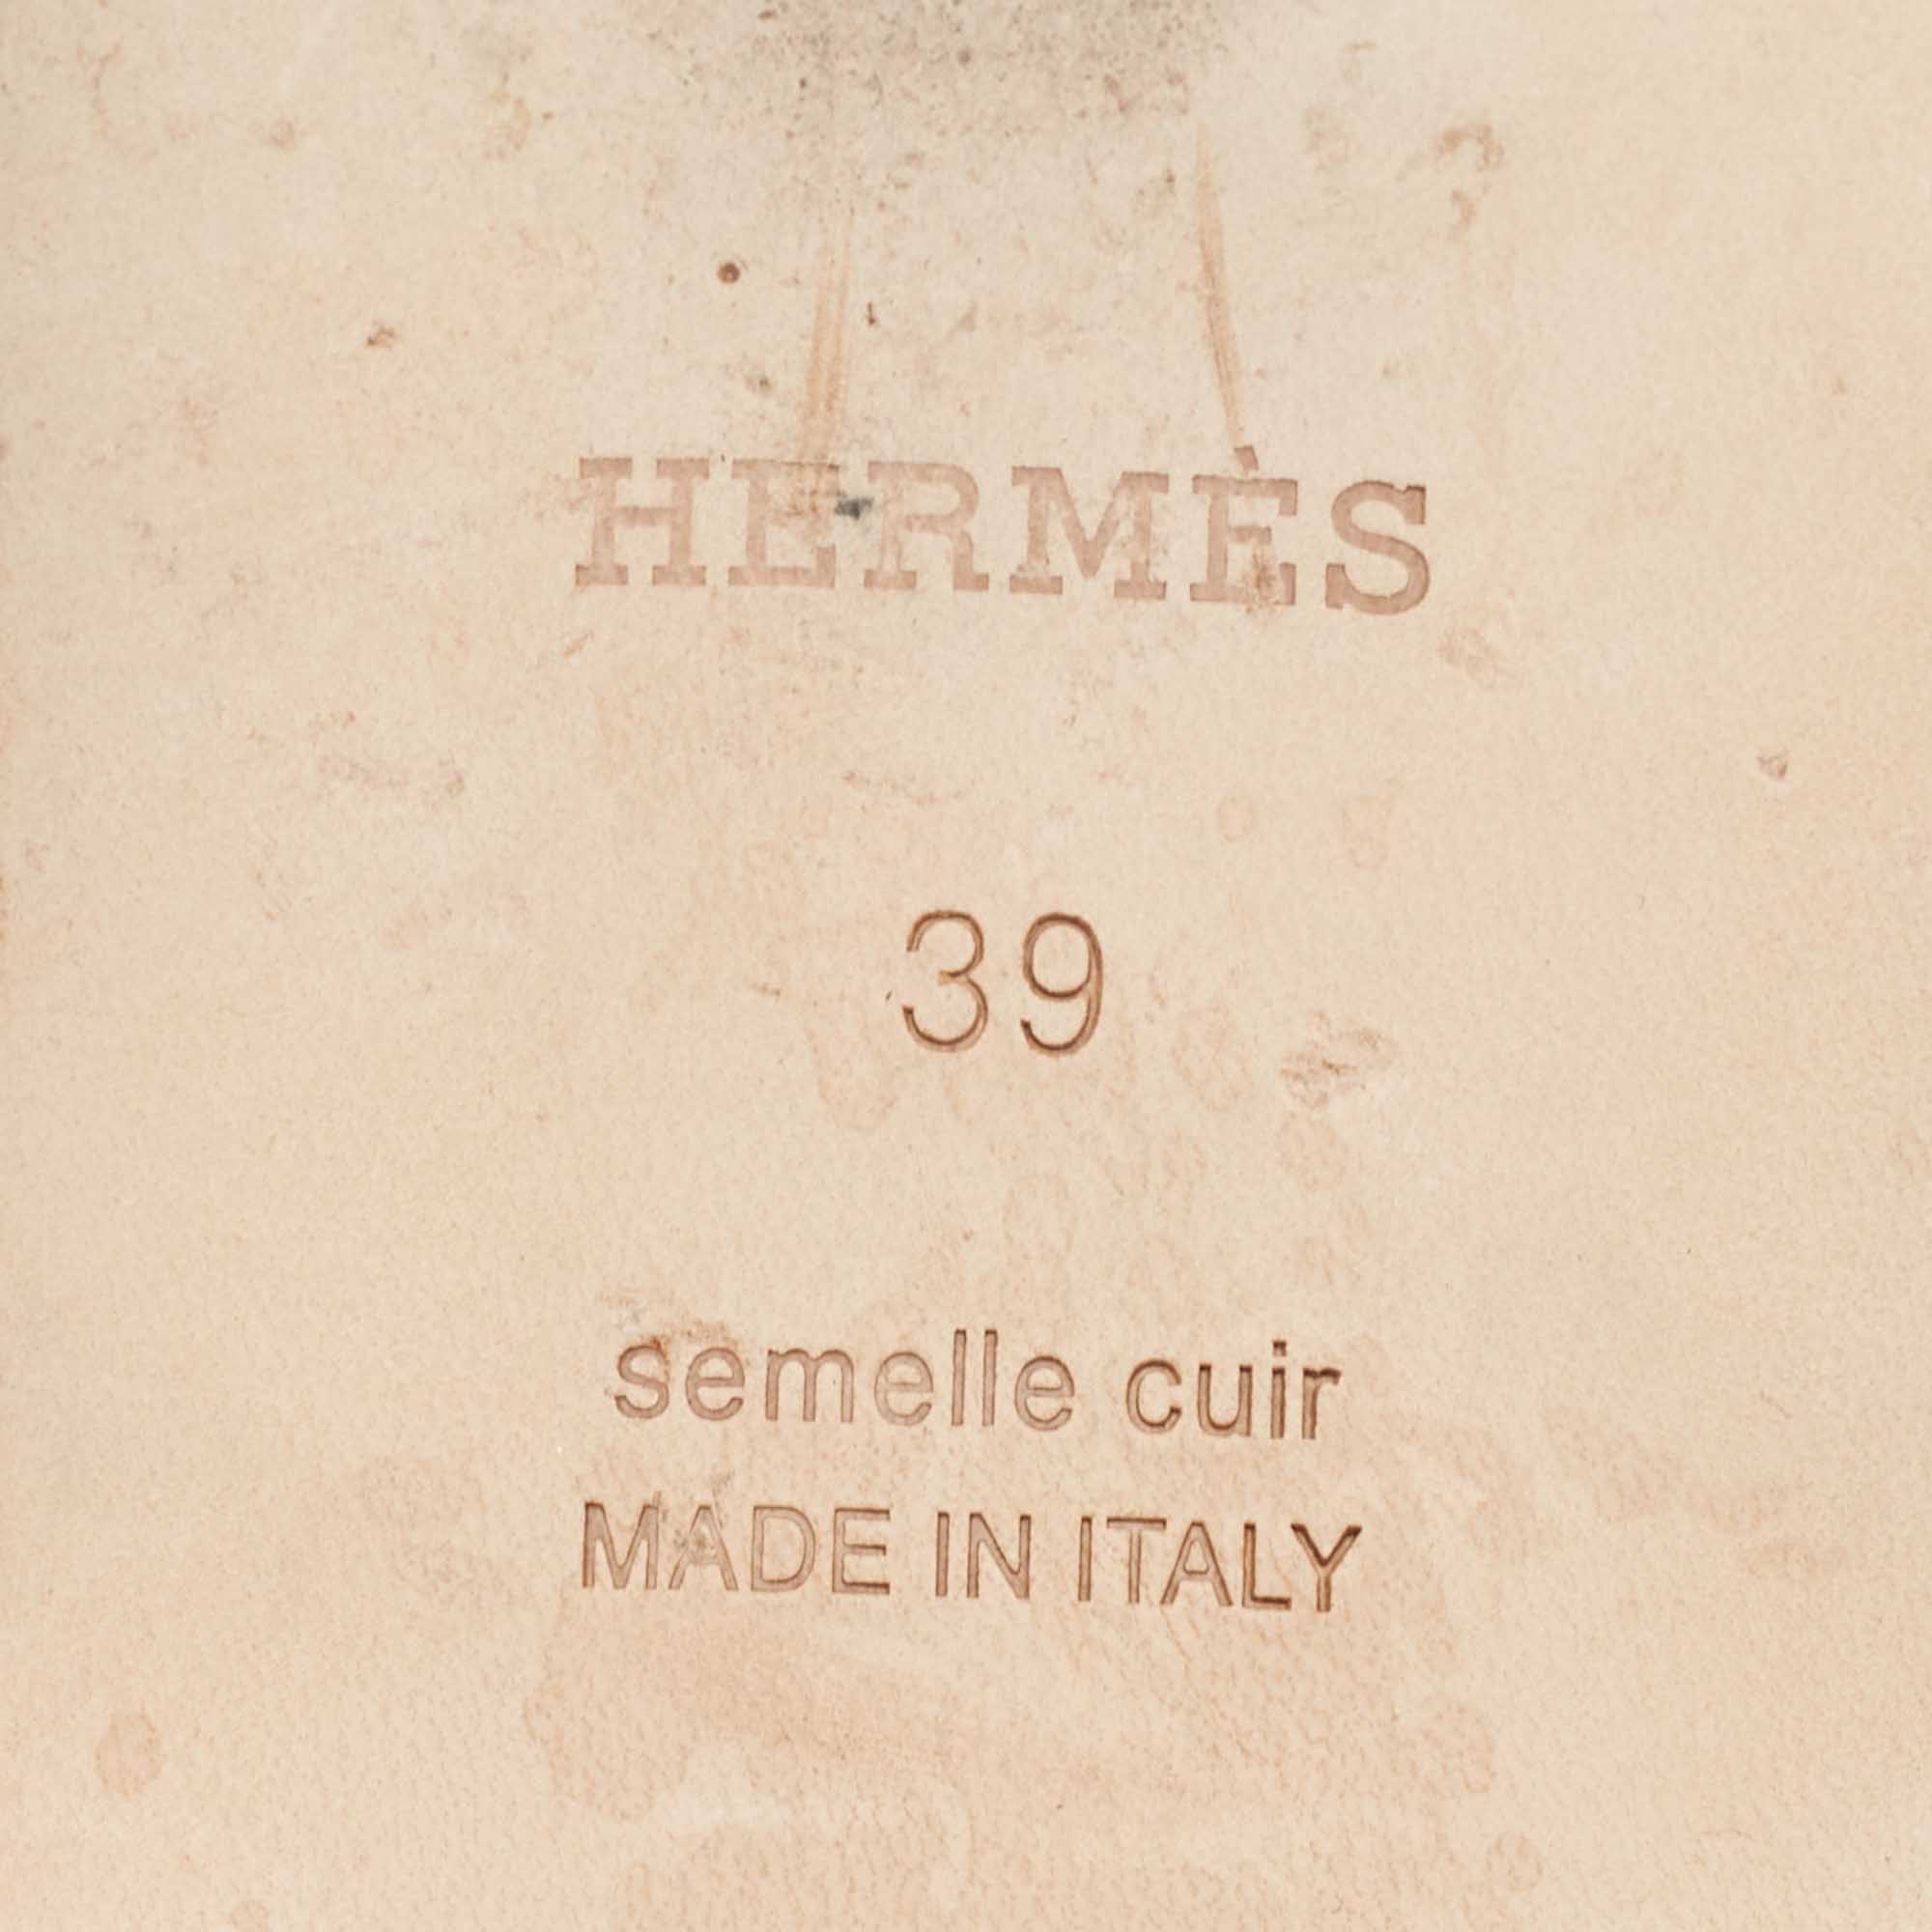 HERMÈS
39
semelle cuir
MADE IN ITALY